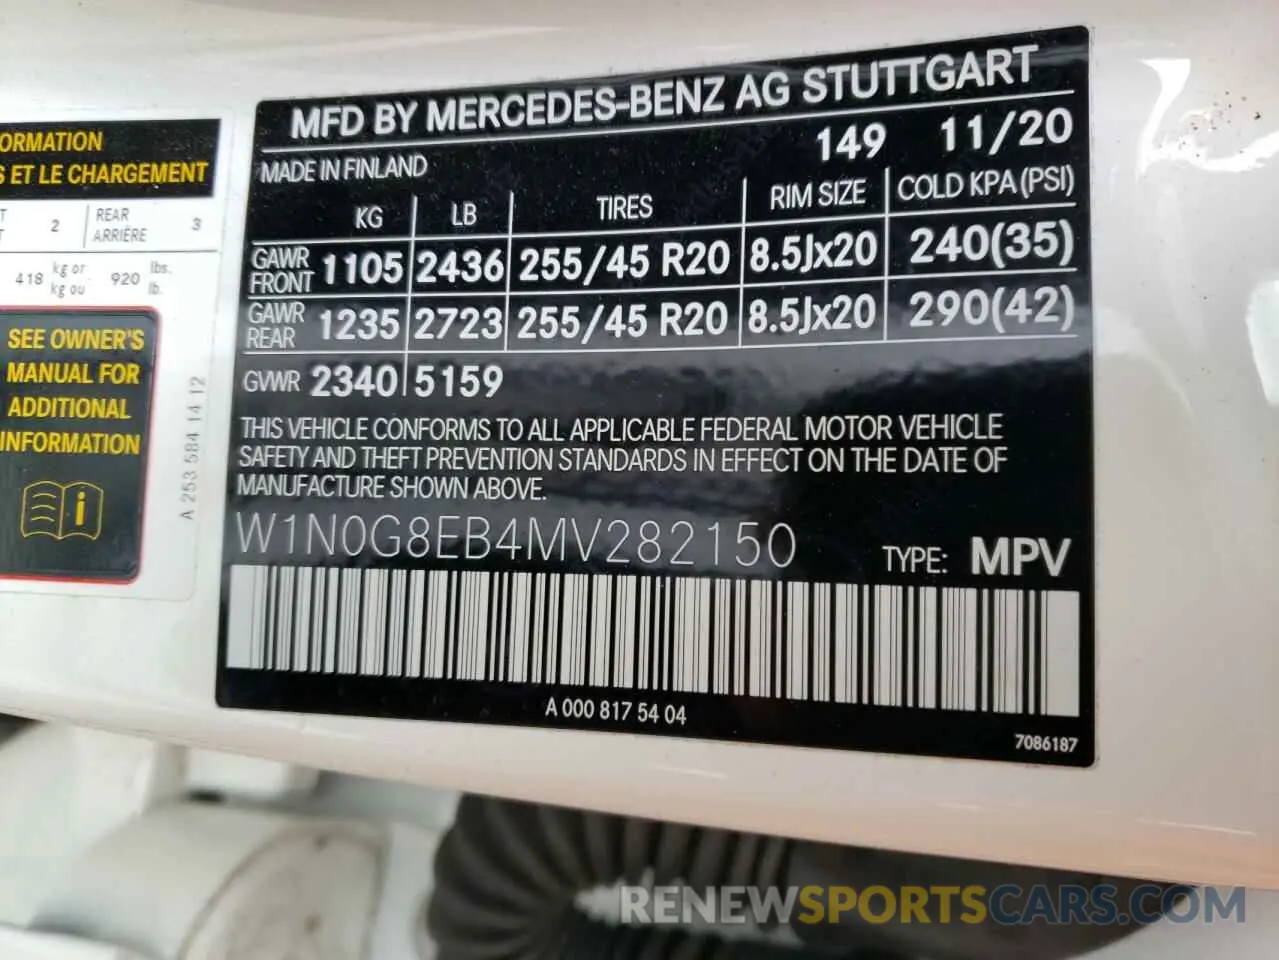 ORMATION
S ET LE CHARGEMENT
2 REAR ARRIÈRE 3
418 kg or kg ou 920 lbs. lb.
SEE OWNER'S
MANUAL FOR
ADDITIONAL
INFORMATION
A 253 584 14 12
MFD BY MERCEDES-BENZ AG STUTTGART
149 11/20
MADE IN FINLAND
KG LB TIRES RIM SIZE COLD KPA (PSI)
GAWR FRONT 1105 2436 255/45 R20 8.5Jx20 240(35)
GAWR REAR 1235 2723 255/45 R20 8.5Jx20 290(42)
GVWR 2340 5159
THIS VEHICLE CONFORMS TO ALL APPLICABLE FEDERAL MOTOR VEHICLE
SAFETY AND THEFT PREVENTION STANDARDS IN EFFECT ON THE DATE OF
MANUFACTURE SHOWN ABOVE.
W1N0G8EB4MV282150 TYPE: MPV
A 000 817 54 04
7086187
RENEWSPORTSCARS.COM